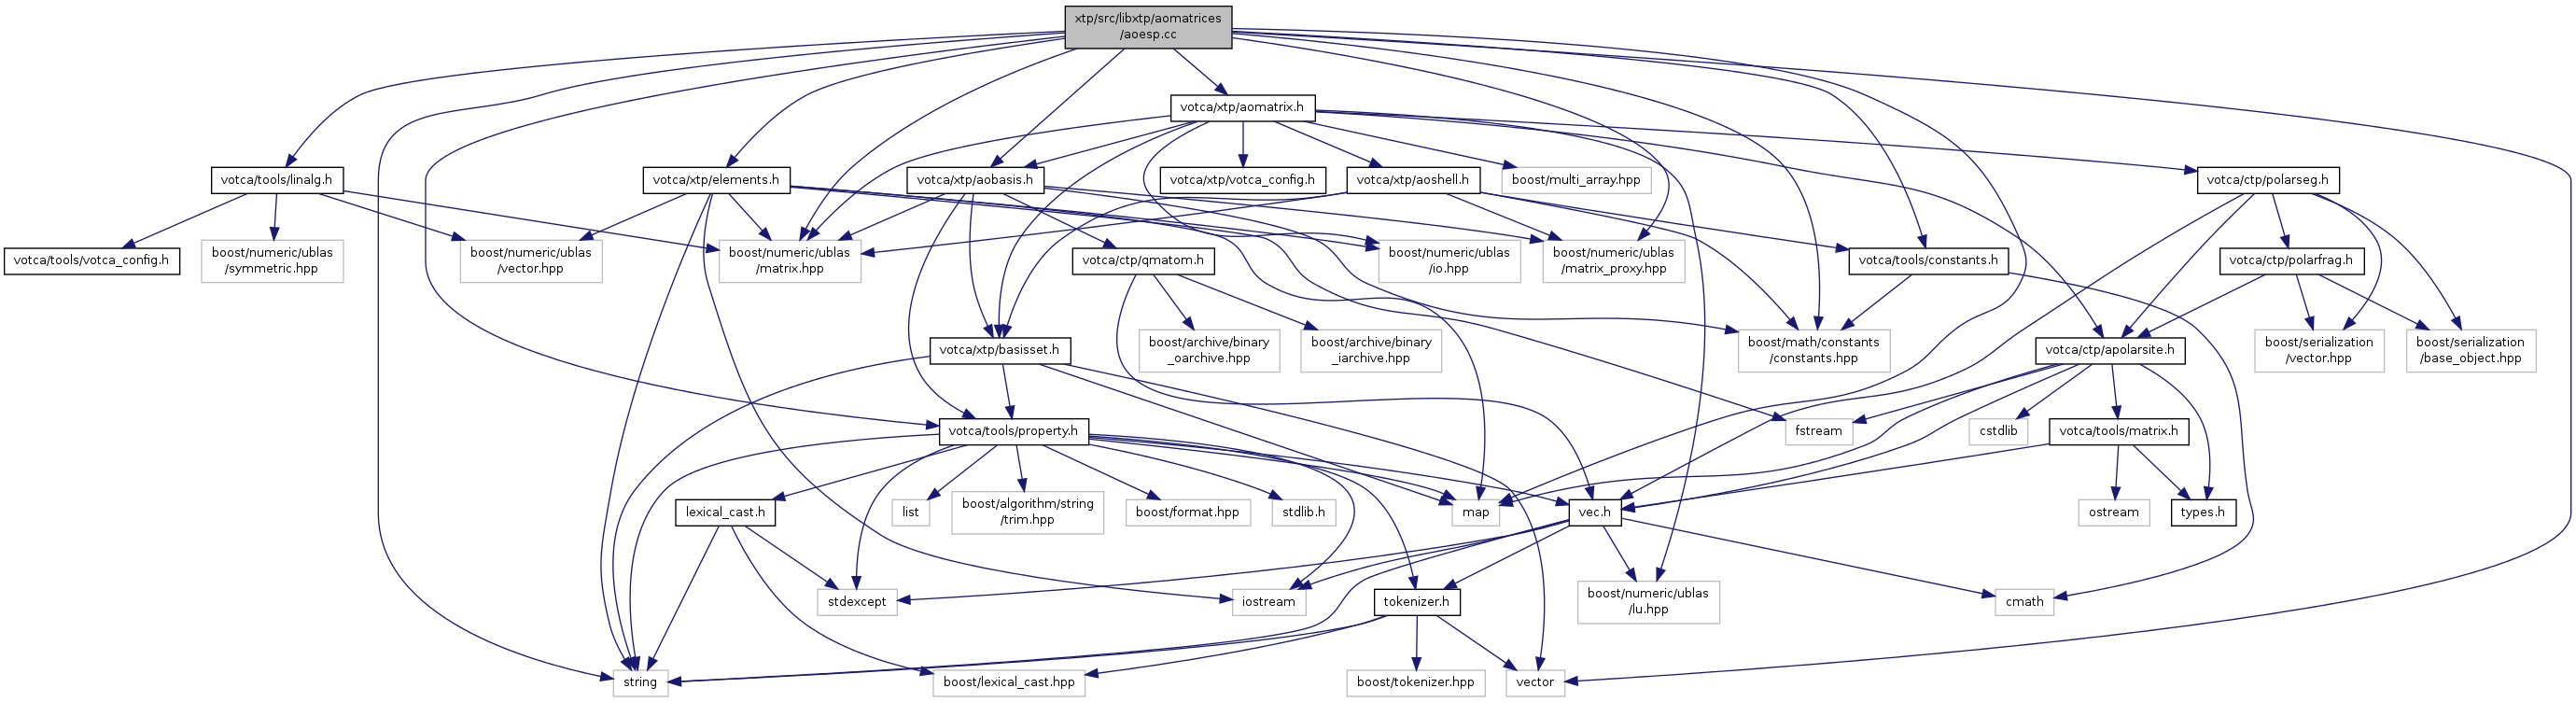 xtp/src/libxtp/aomatrices
/aoesp.cc
votca/xtp/aomatrix.h
votca/tools/linalg.h
votca/xtp/elements.h
votca/xtp/aobasis.h
votca/xtp/votca_config.h
votca/xtp/aoshell.h
boost/multi_array.hpp
votca/ctp/polarseg.h
votca/tools/votca_config.h
boost/numeric/ublas
/symmetric.hpp
boost/numeric/ublas
/vector.hpp
boost/numeric/ublas
/matrix.hpp
votca/ctp/qmatom.h
boost/numeric/ublas
/io.hpp
boost/numeric/ublas
/matrix_proxy.hpp
votca/tools/constants.h
votca/ctp/polarfrag.h
votca/xtp/basisset.h
boost/archive/binary
_oarchive.hpp
boost/archive/binary
_iarchive.hpp
boost/math/constants
/constants.hpp
votca/ctp/apolarsite.h
boost/serialization
/vector.hpp
boost/serialization
/base_object.hpp
votca/tools/property.h
fstream
cstdlib
votca/tools/matrix.h
lexical_cast.h
list
boost/algorithm/string
/trim.hpp
boost/format.hpp
stdlib.h
map
vec.h
ostream
types.h
stdexcept
iostream
tokenizer.h
boost/numeric/ublas
/lu.hpp
cmath
string
boost/lexical_cast.hpp
boost/tokenizer.hpp
vector